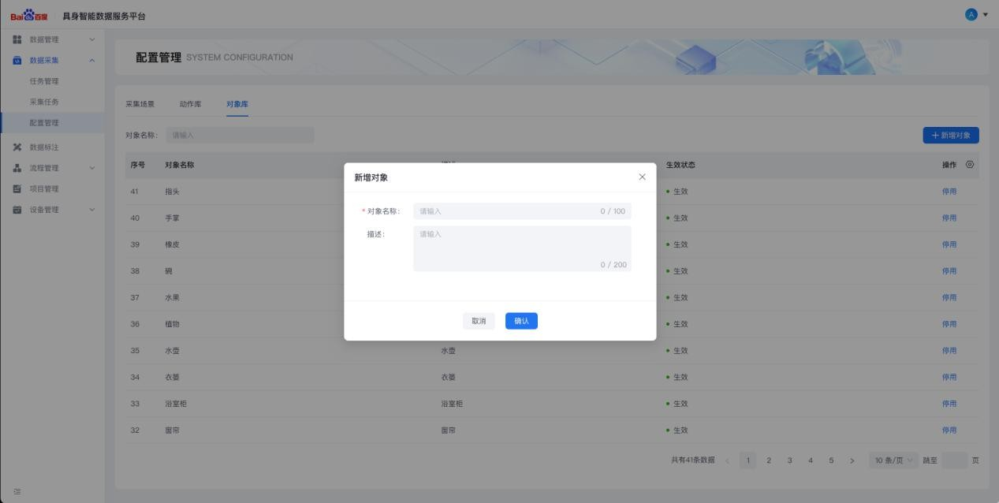 Bai百度 具身智能数据服务平台 A
数据管理
数据采集
任务管理
采集任务
配置管理
数据标注
流程管理
项目管理
设备管理
配置管理 SYSTEM CONFIGURATION
采集场景 动作库 对象库
对象名称: 请输入 + 新增对象
序号 对象名称 生效状态 操作
41 指头 生效 停用
40 手掌 生效 停用
39 橡皮 生效 停用
38 碗 生效 停用
37 水果 生效 停用
36 植物 生效 停用
35 水壶 水壶 生效 停用
34 衣篓 衣篓 生效 停用
33 浴室柜 浴室柜 生效 停用
32 窗帘 窗帘 生效 停用
共有41条数据 < 1 2 3 4 5 > 10 条/页 跳至 页
新增对象
* 对象名称: 请输入 0 / 100
描述: 请输入
0 / 200
取消 确认